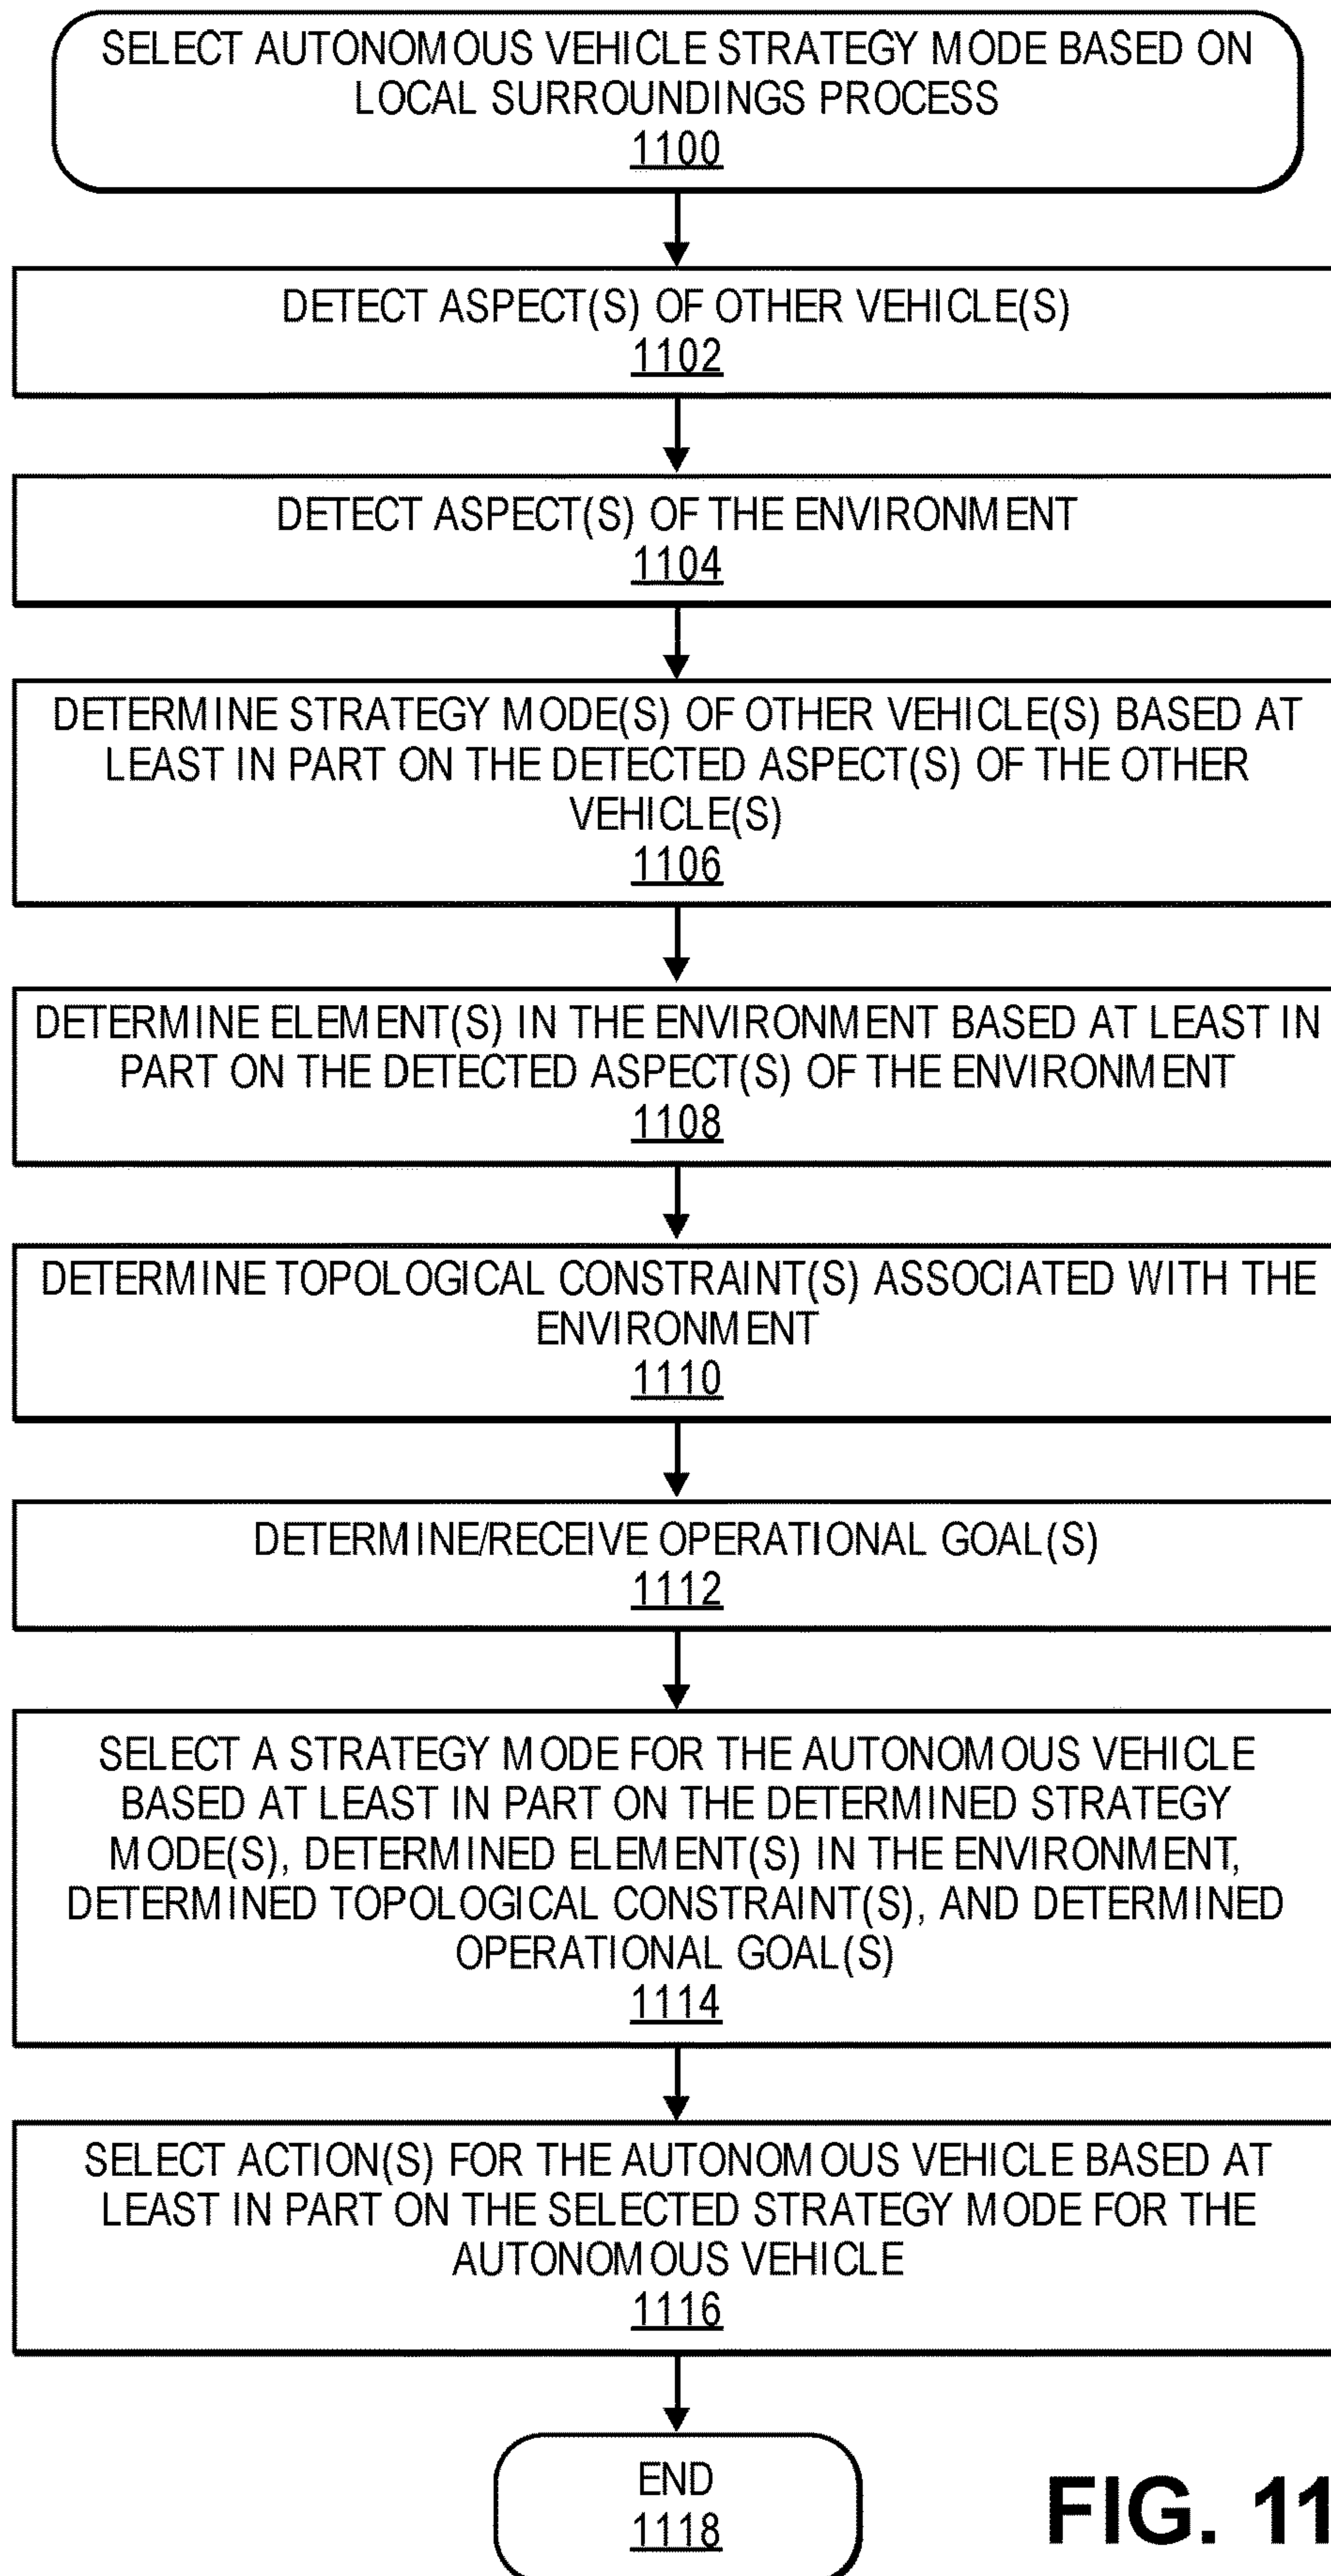 SELECT AUTONOMOUS VEHICLE STRATEGY MODE BASED ON
LOCAL SURROUNDINGS PROCESS
1100
DETECT ASPECT(S) OF OTHER VEHICLE(S)
1102
DETECT ASPECT(S) OF THE ENVIRONMENT
1104
DETERMINE STRATEGY MODE(S) OF OTHER VEHICLE(S) BASED AT
LEAST IN PART ON THE DETECTED ASPECT(S) OF THE OTHER
VEHICLE(S)
1106
DETERMINE ELEMENT(S) IN THE ENVIRONMENT BASED AT LEAST IN
PART ON THE DETECTED ASPECT(S) OF THE ENVIRONMENT
1108
DETERMINE TOPOLOGICAL CONSTRAINT(S) ASSOCIATED WITH THE
ENVIRONMENT
1110
DETERMINE/RECEIVE OPERATIONAL GOAL(S)
1112
SELECT A STRATEGY MODE FOR THE AUTONOMOUS VEHICLE
BASED AT LEAST IN PART ON THE DETERMINED STRATEGY
MODE(S), DETERMINED ELEMENT(S) IN THE ENVIRONMENT,
DETERMINED TOPOLOGICAL CONSTRAINT(S), AND DETERMINED
OPERATIONAL GOAL(S)
1114
SELECT ACTION(S) FOR THE AUTONOMOUS VEHICLE BASED AT
LEAST IN PART ON THE SELECTED STRATEGY MODE FOR THE
AUTONOMOUS VEHICLE
1116
END
1118
FIG. 11